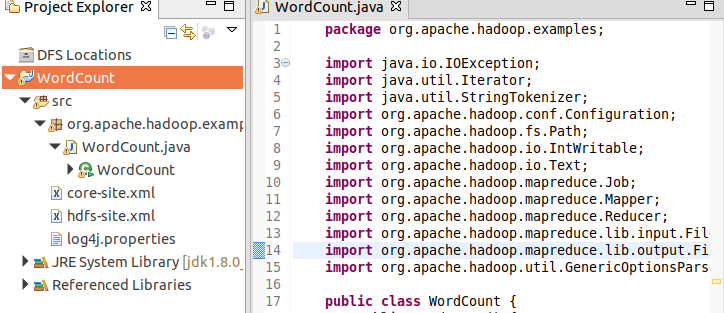 Project Explorer
DFS Locations
WordCount
src
org.apache.hadoop.examp
WordCount.java
WordCount
core-site.xml
hdfs-site.xml
log4j.properties
JRE System Library [jdk1.8.0_
Referenced Libraries
WordCount.java
1 package org.apache.hadoop.examples;
2
3 import java.io.IOException;
4 import java.util.Iterator;
5 import java.util.StringTokenizer;
6 import org.apache.hadoop.conf.Configuration;
7 import org.apache.hadoop.fs.Path;
8 import org.apache.hadoop.io.IntWritable;
9 import org.apache.hadoop.io.Text;
10 import org.apache.hadoop.mapreduce.Job;
11 import org.apache.hadoop.mapreduce.Mapper;
12 import org.apache.hadoop.mapreduce.Reducer;
13 import org.apache.hadoop.mapreduce.lib.input.File
14 import org.apache.hadoop.mapreduce.lib.output.Fi
15 import org.apache.hadoop.util.GenericOptionsParse
16
17 public class WordCount {